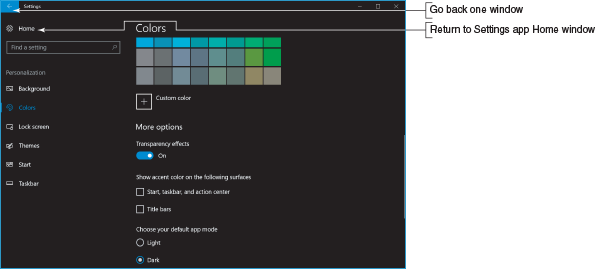 Settings
Go back one window
Home
Colors
Return to Settings app Home window
Find a setting
Personalization
Background
Custom color
Colors
Lock screen
More options
Themes
Transparency effects
On
Start
Show accent color on the following surfaces
Taskbar
Start, taskbar, and action center
Title bars
Choose your default app mode
Light
Dark